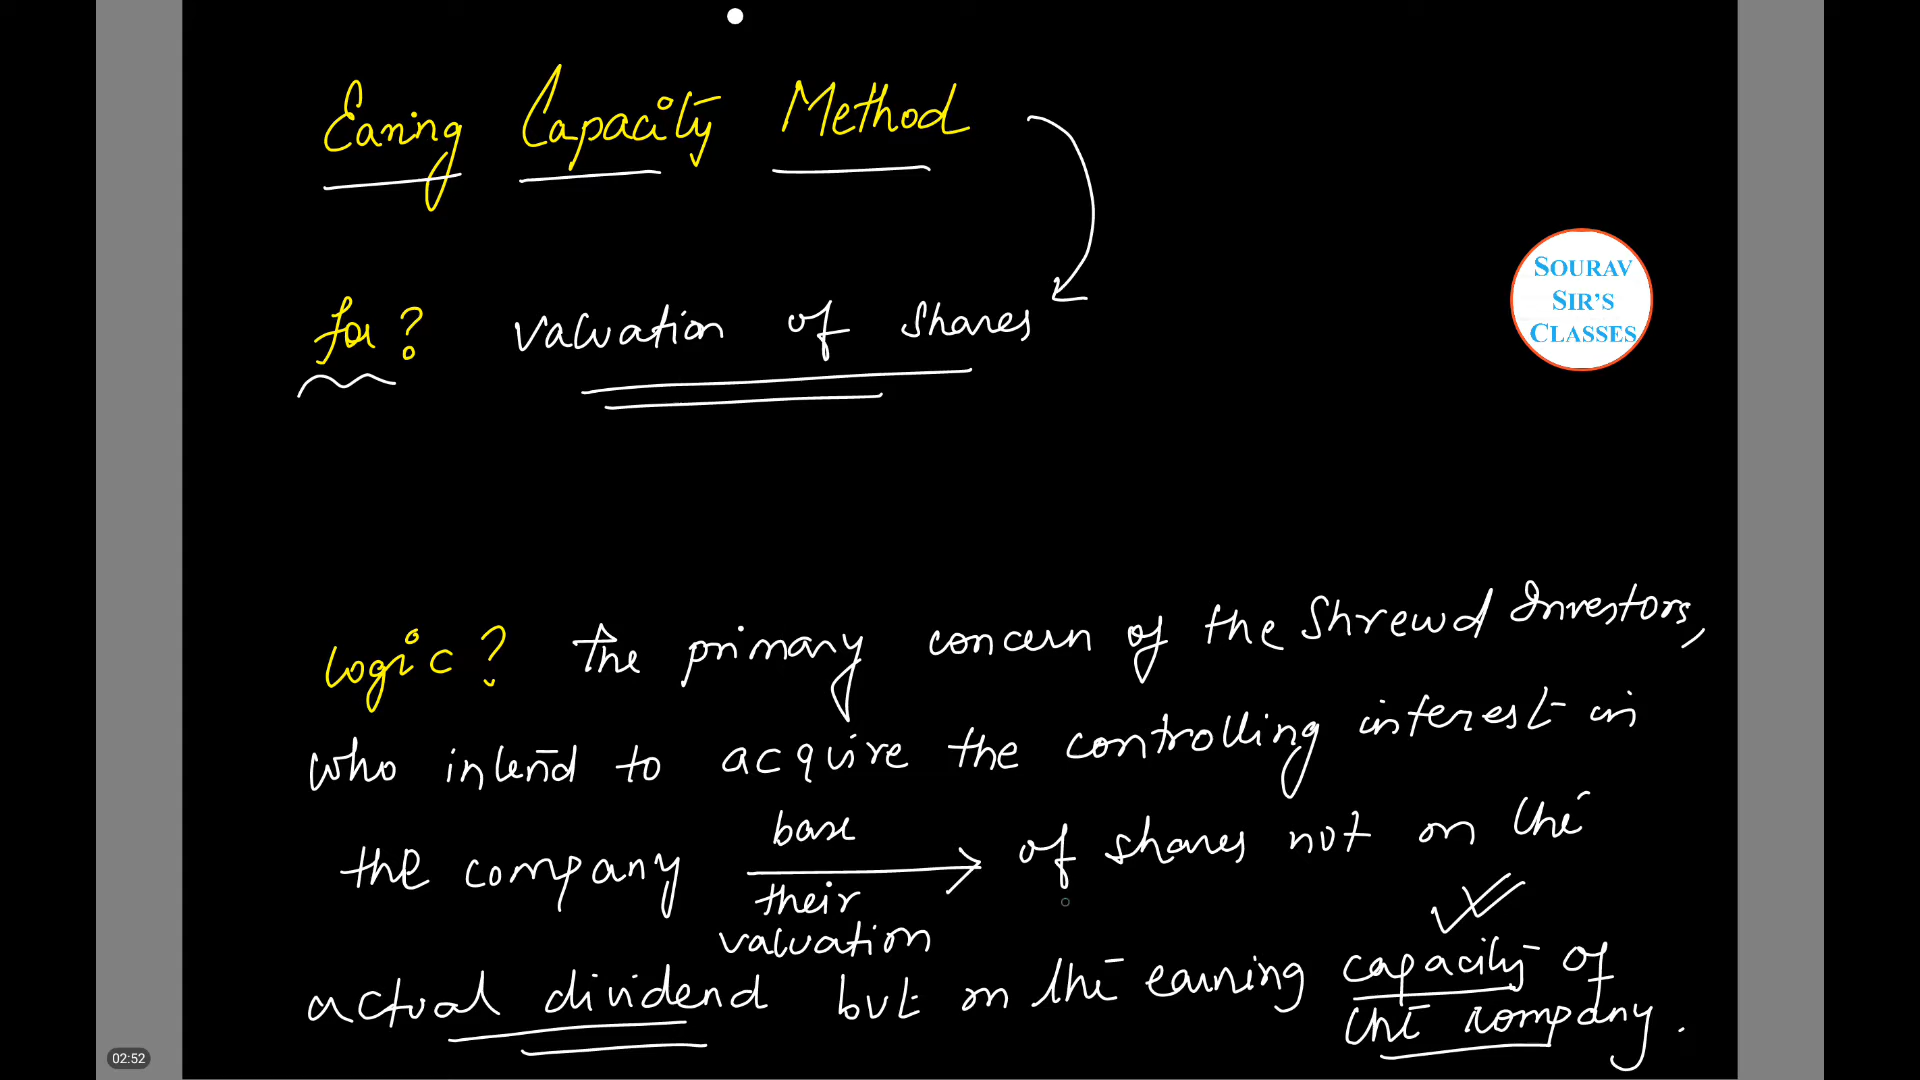 Earning Capacity Method
for? valuation of shares
SOURAV
SIR'S
CLASSES
logic? The primary concern of the Shrewd Investors,
who intend to acquire the controlling interest in
the company base their valuation of shares not on the
actual dividend but on the earning capacity of
the company.
02:52